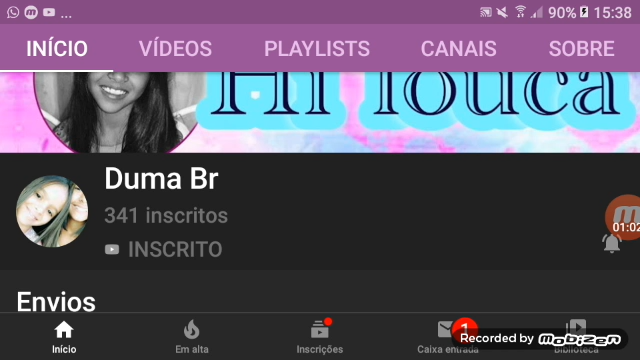 ... 90% 15:38
INÍCIO VÍDEOS PLAYLISTS CANAIS SOBRE
Hi louca
Duma Br
341 inscritos
01:02
INSCRITO
Envios
1
Início Em alta Inscrições Caixa entrada Biblioteca
Recorded by MOBIZEN